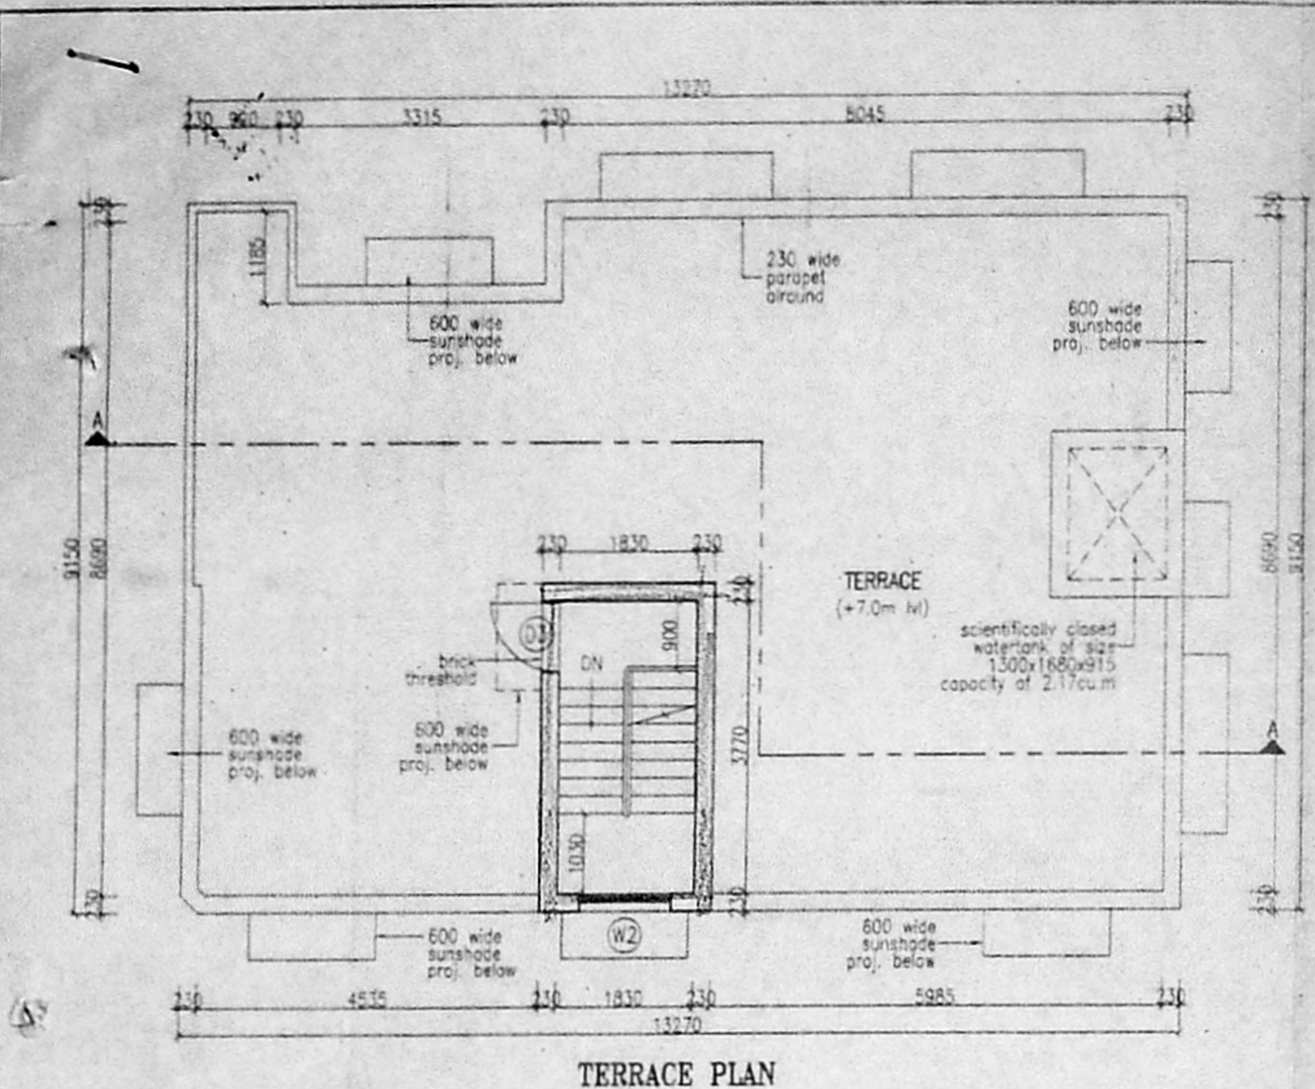 13270
230 990 230 3315 230 8045 230
230
230
1185
230 wide
parapet
alround
600 wide
sunshade
proj. below
600 wide
sunshade
proj. below
A
9150
8690
8690
9150
230 1830 230
230
TERRACE
(+7.0m lvl)
D1
900
DN
brick
threshold
scientifically closed
watertank of size
1300x1680x915
capacity of 2.17cu.m
600 wide
sunshade
proj. below
600 wide
sunshade
proj. below
3770
A
1030
230
230
230
W2
600 wide
sunshade
proj. below
600 wide
sunshade
proj. below
230 4535 230 1830 230 5985 230
13270
TERRACE PLAN